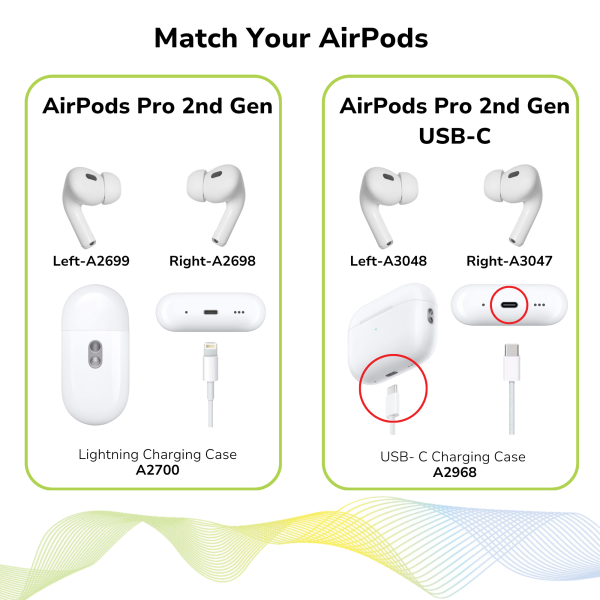 Match Your AirPods
AirPods Pro 2nd Gen
Left-A2699
Right-A2698
Lightning Charging Case
A2700
AirPods Pro 2nd Gen
USB-C
Left-A3048
Right-A3047
USB- C Charging Case
A2968